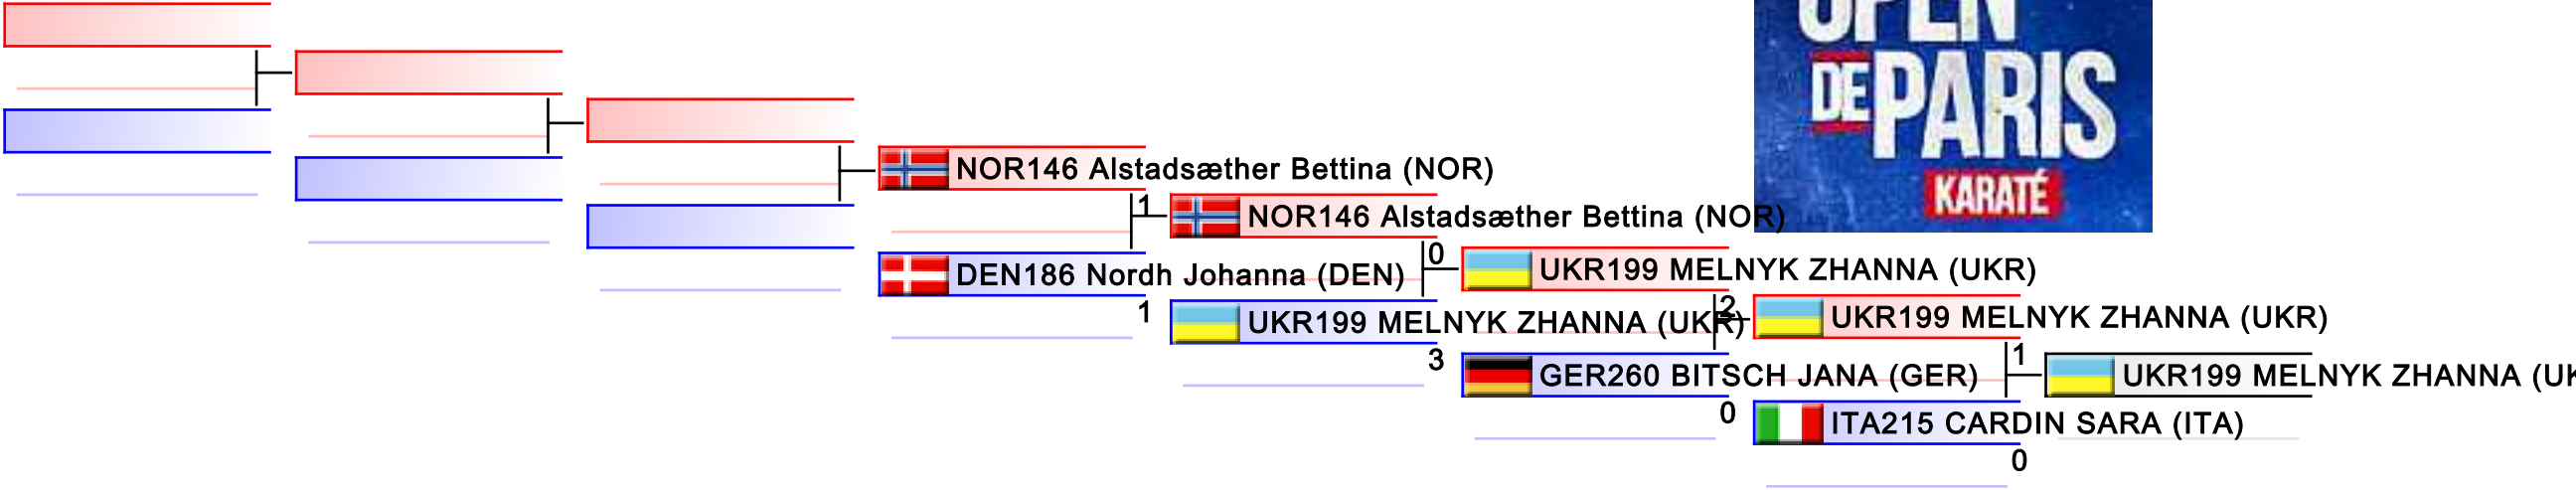 OPEN
DE PARIS
KARATÉ
NOR146 Alstadsæther Bettina (NOR)
1
NOR146 Alstadsæther Bettina (NOR)
0
DEN186 Nordh Johanna (DEN)
1
UKR199 MELNYK ZHANNA (UKR)
2
UKR199 MELNYK ZHANNA (UKR)
3
UKR199 MELNYK ZHANNA (UKR)
1
GER260 BITSCH JANA (GER)
0
UKR199 MELNYK ZHANNA (UK
ITA215 CARDIN SARA (ITA)
0